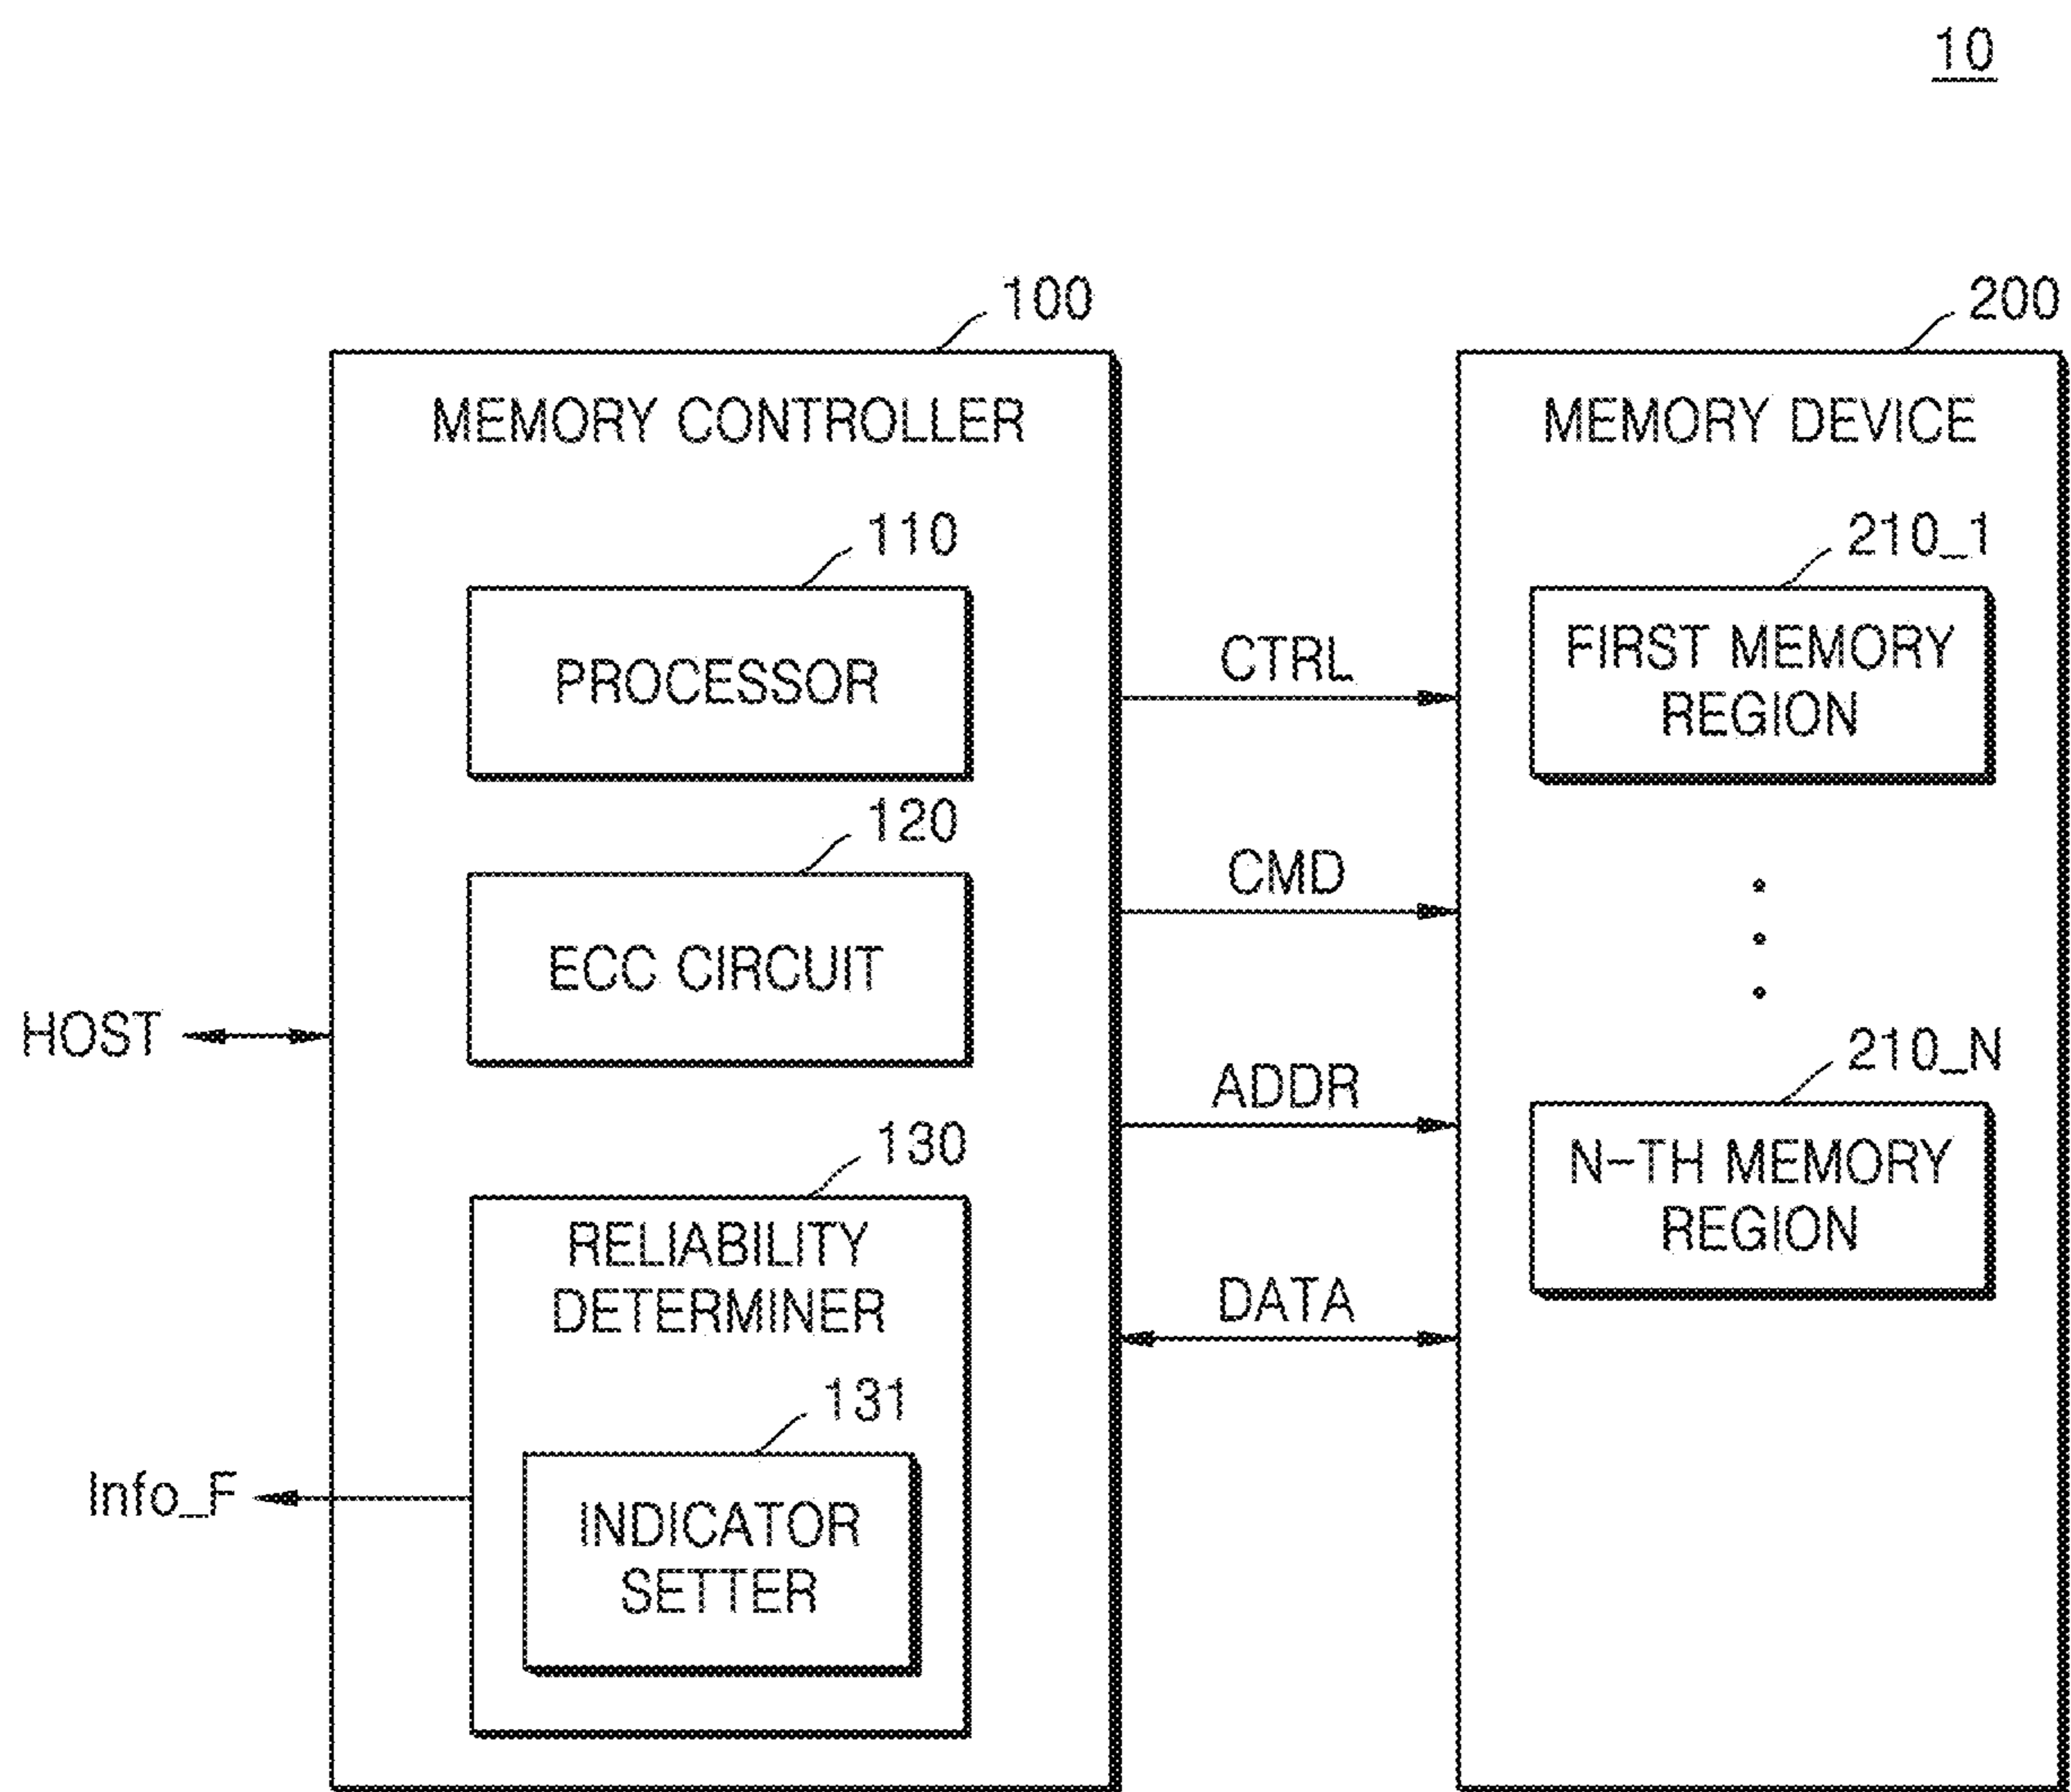 10
100
200
MEMORY CONTROLLER
MEMORY DEVICE
110
210_1
PROCESSOR
FIRST MEMORY
REGION
CTRL
120
CMD
ECC CIRCUIT
HOST
210_N
ADDR
130
N-TH MEMORY
REGION
RELIABILITY
DETERMINER
DATA
131
Info_F
INDICATOR
SETTER